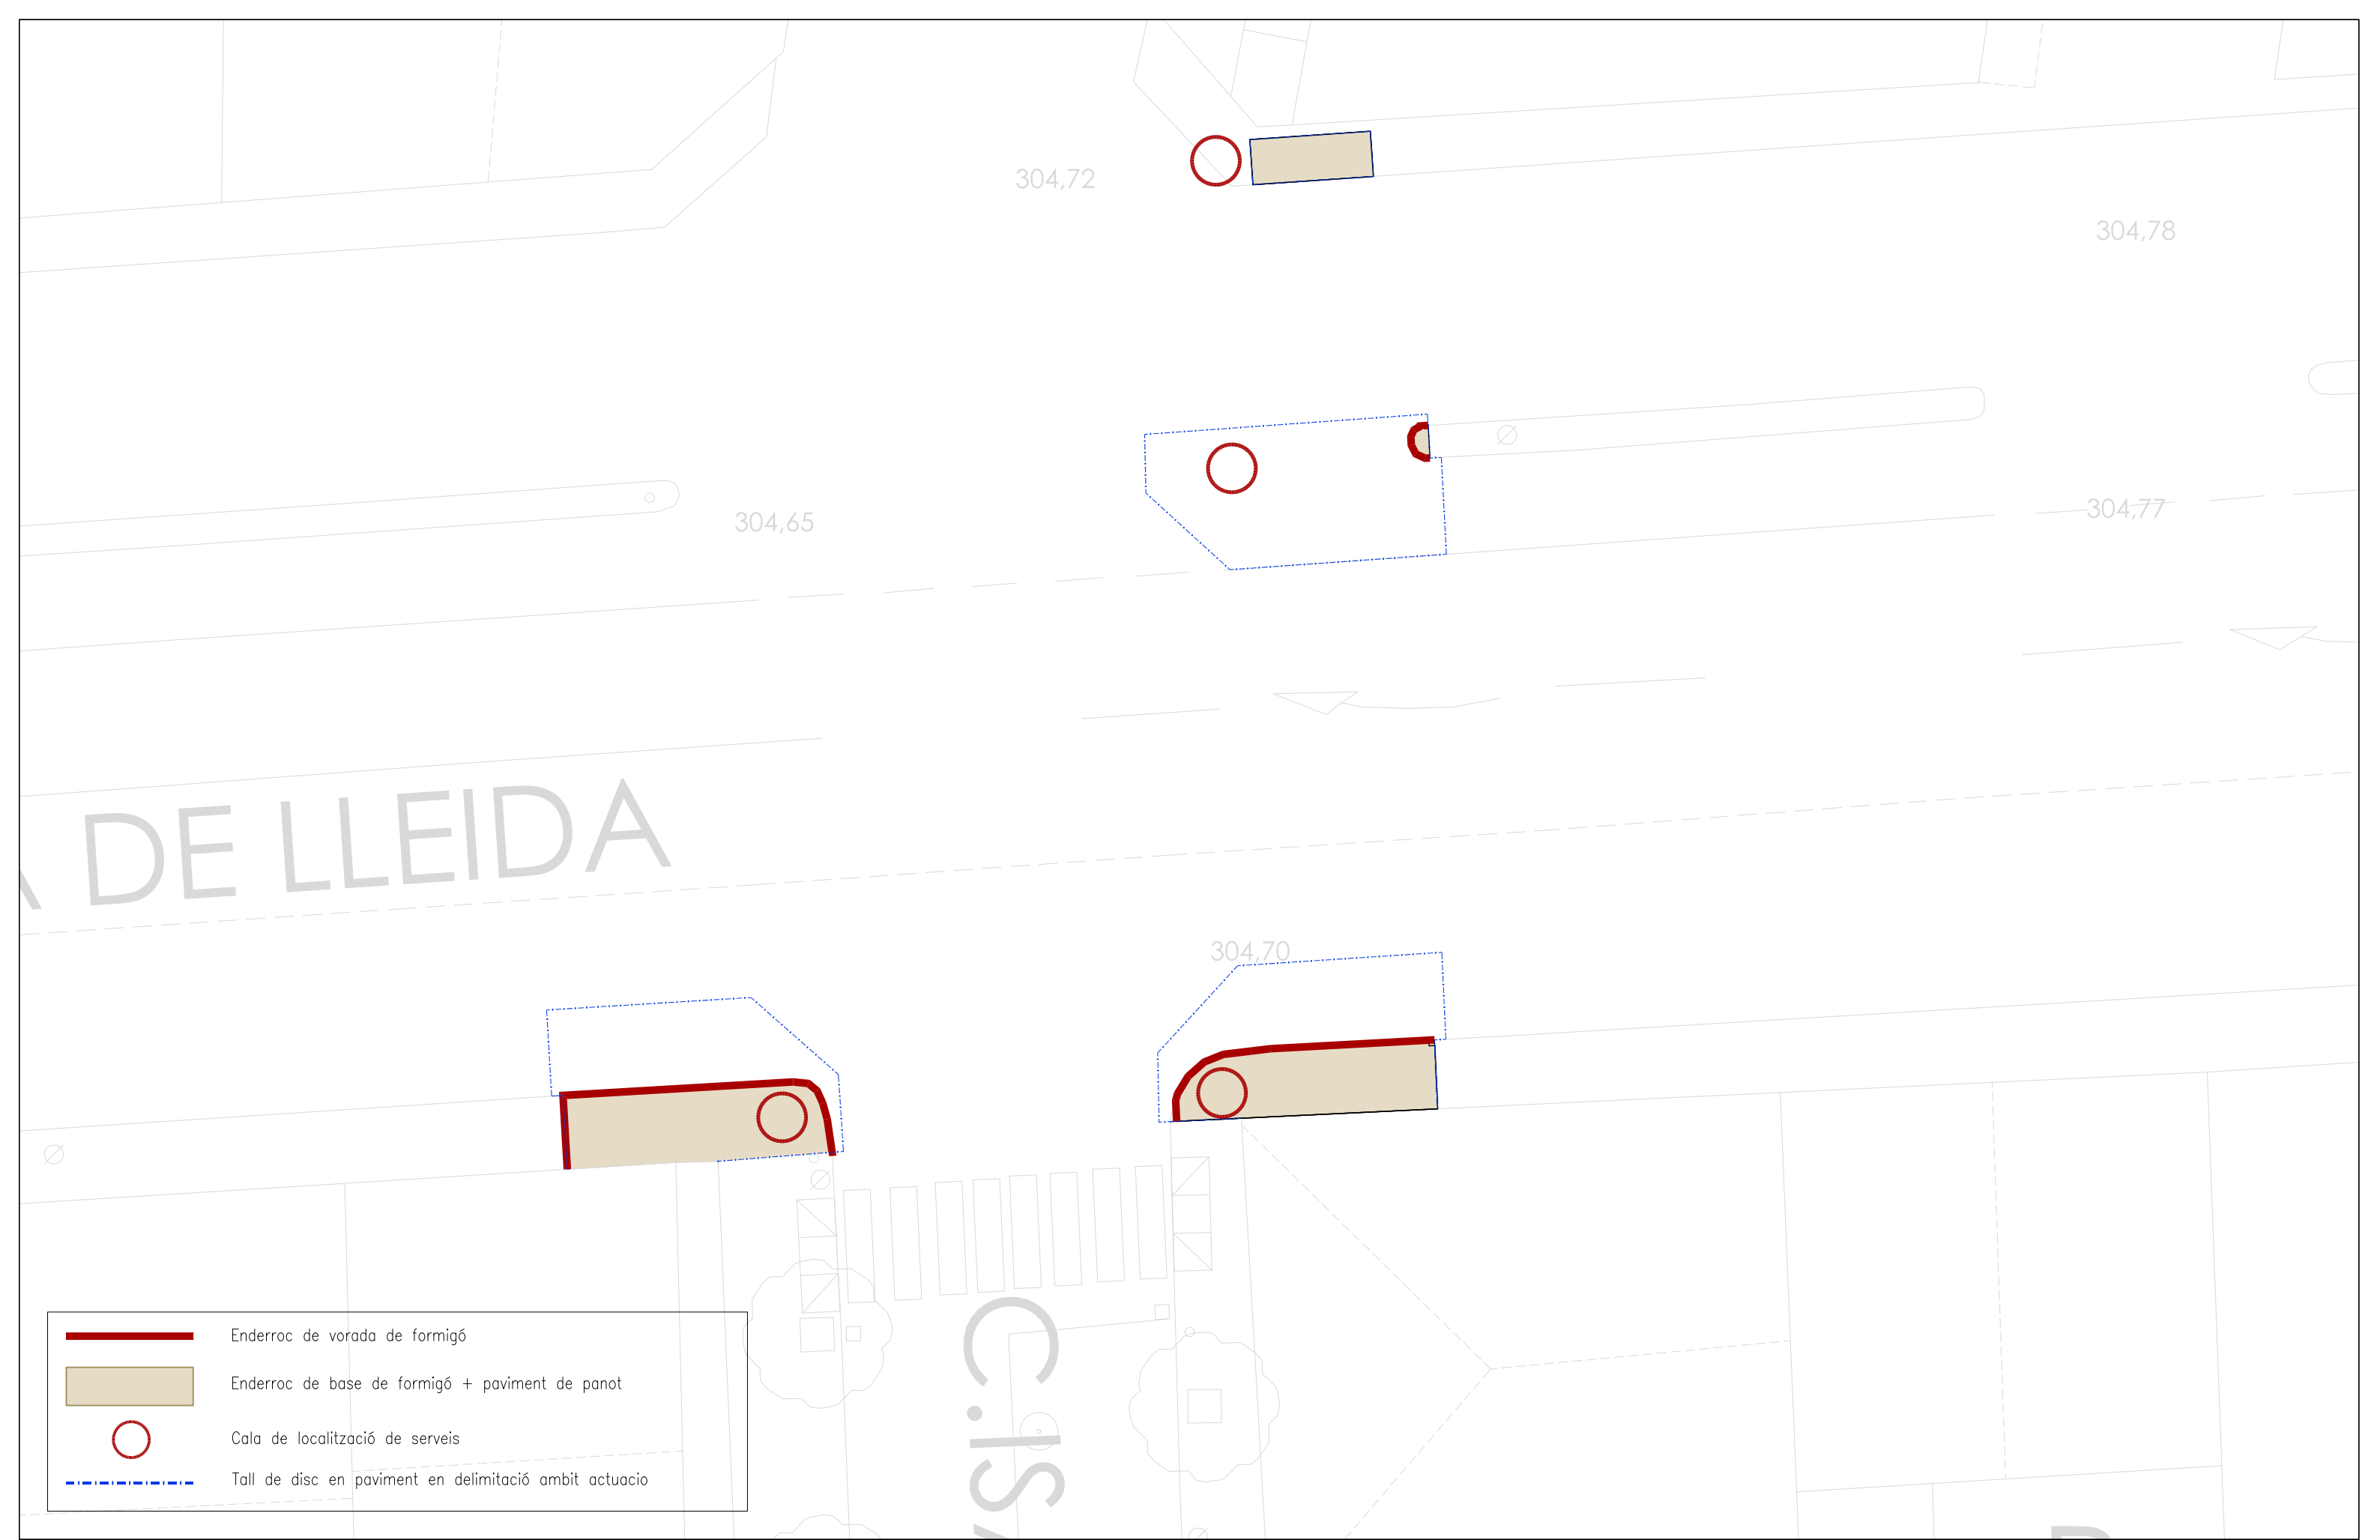 304,72
304,78
304,65
304,77
A DE LLEIDA
304,70
C.IS
Enderroc de vorada de formigó
Enderroc de base de formigó + paviment de panot
Cala de localització de serveis
Tall de disc en paviment en delimitació ambit actuacio